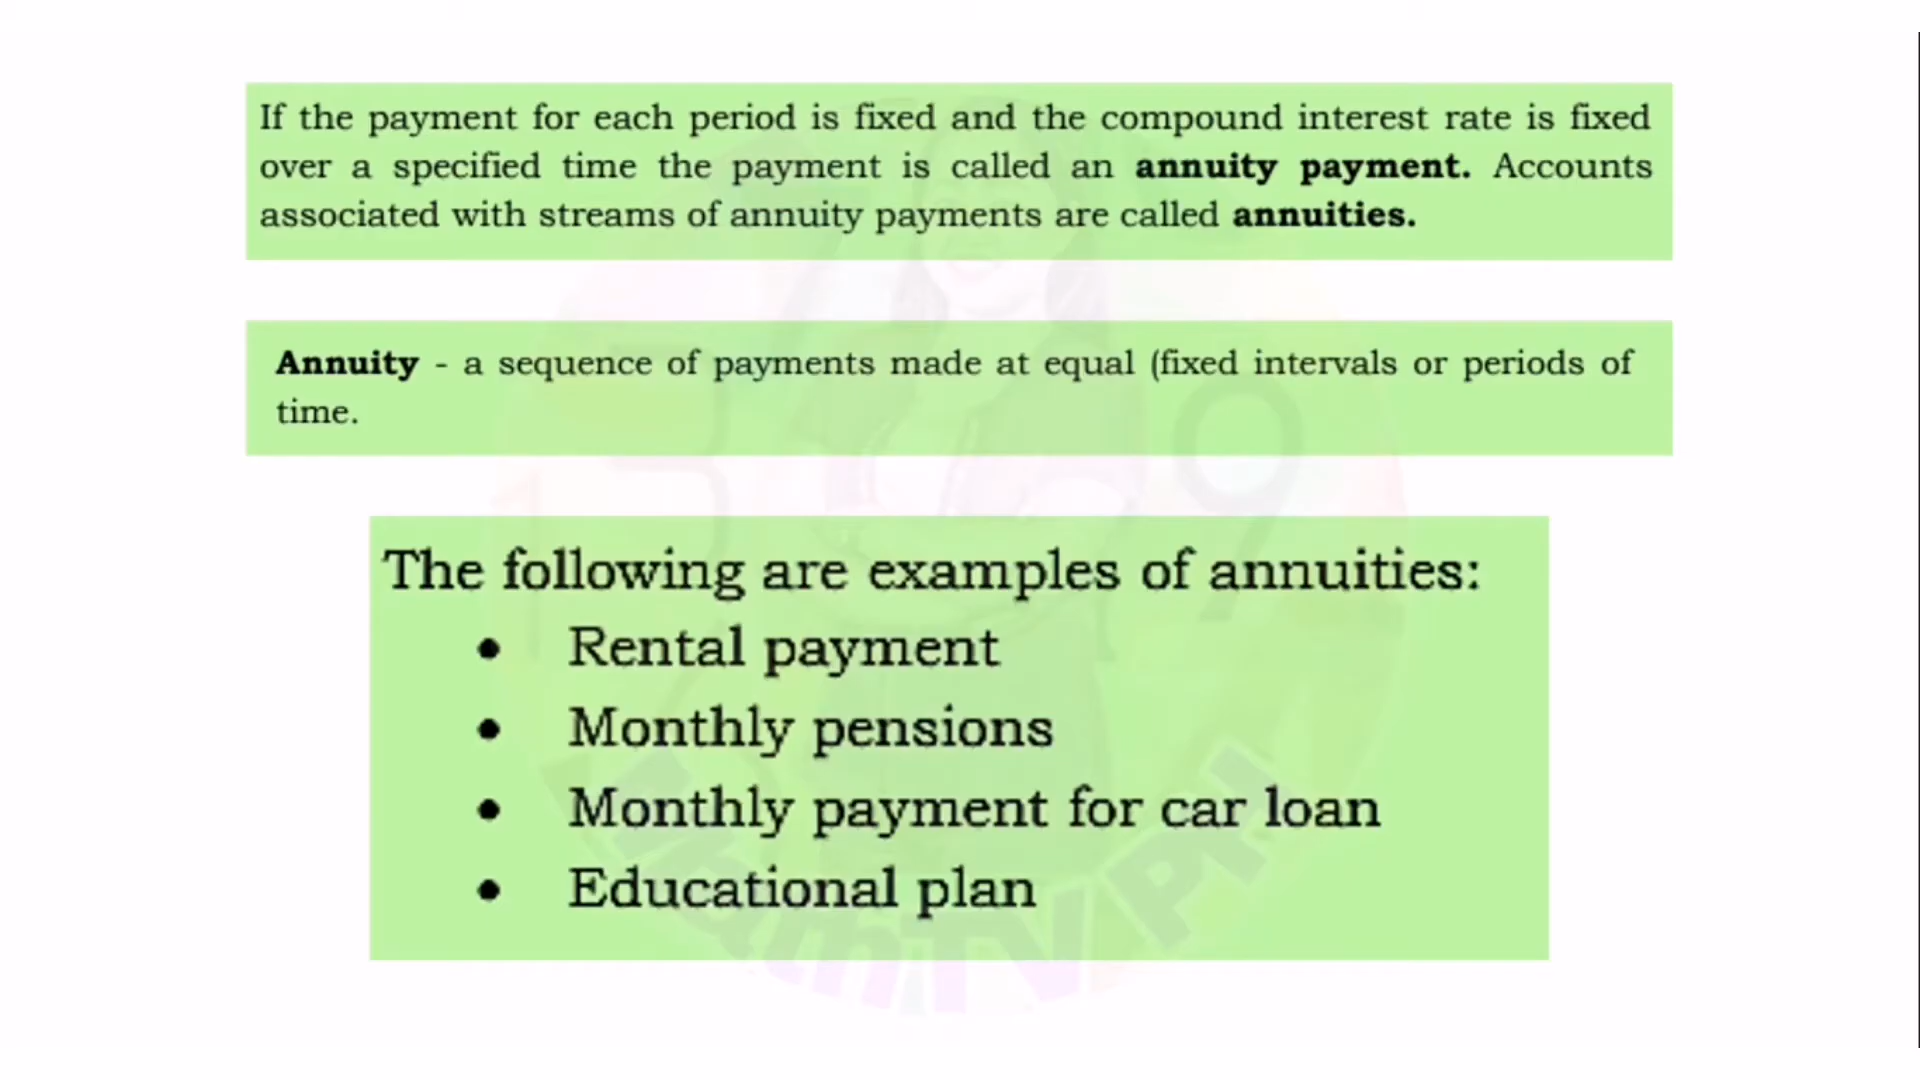 If the payment for each period is fixed and the compound interest rate is fixed
over a specified time the payment is called an annuity payment. Accounts
associated with streams of annuity payments are called annuities.
Annuity - a sequence of payments made at equal (fixed intervals or periods of
time.
The following are examples of annuities:
• Rental payment
• Monthly pensions
• Monthly payment for car loan
• Educational plan
MathTV PH